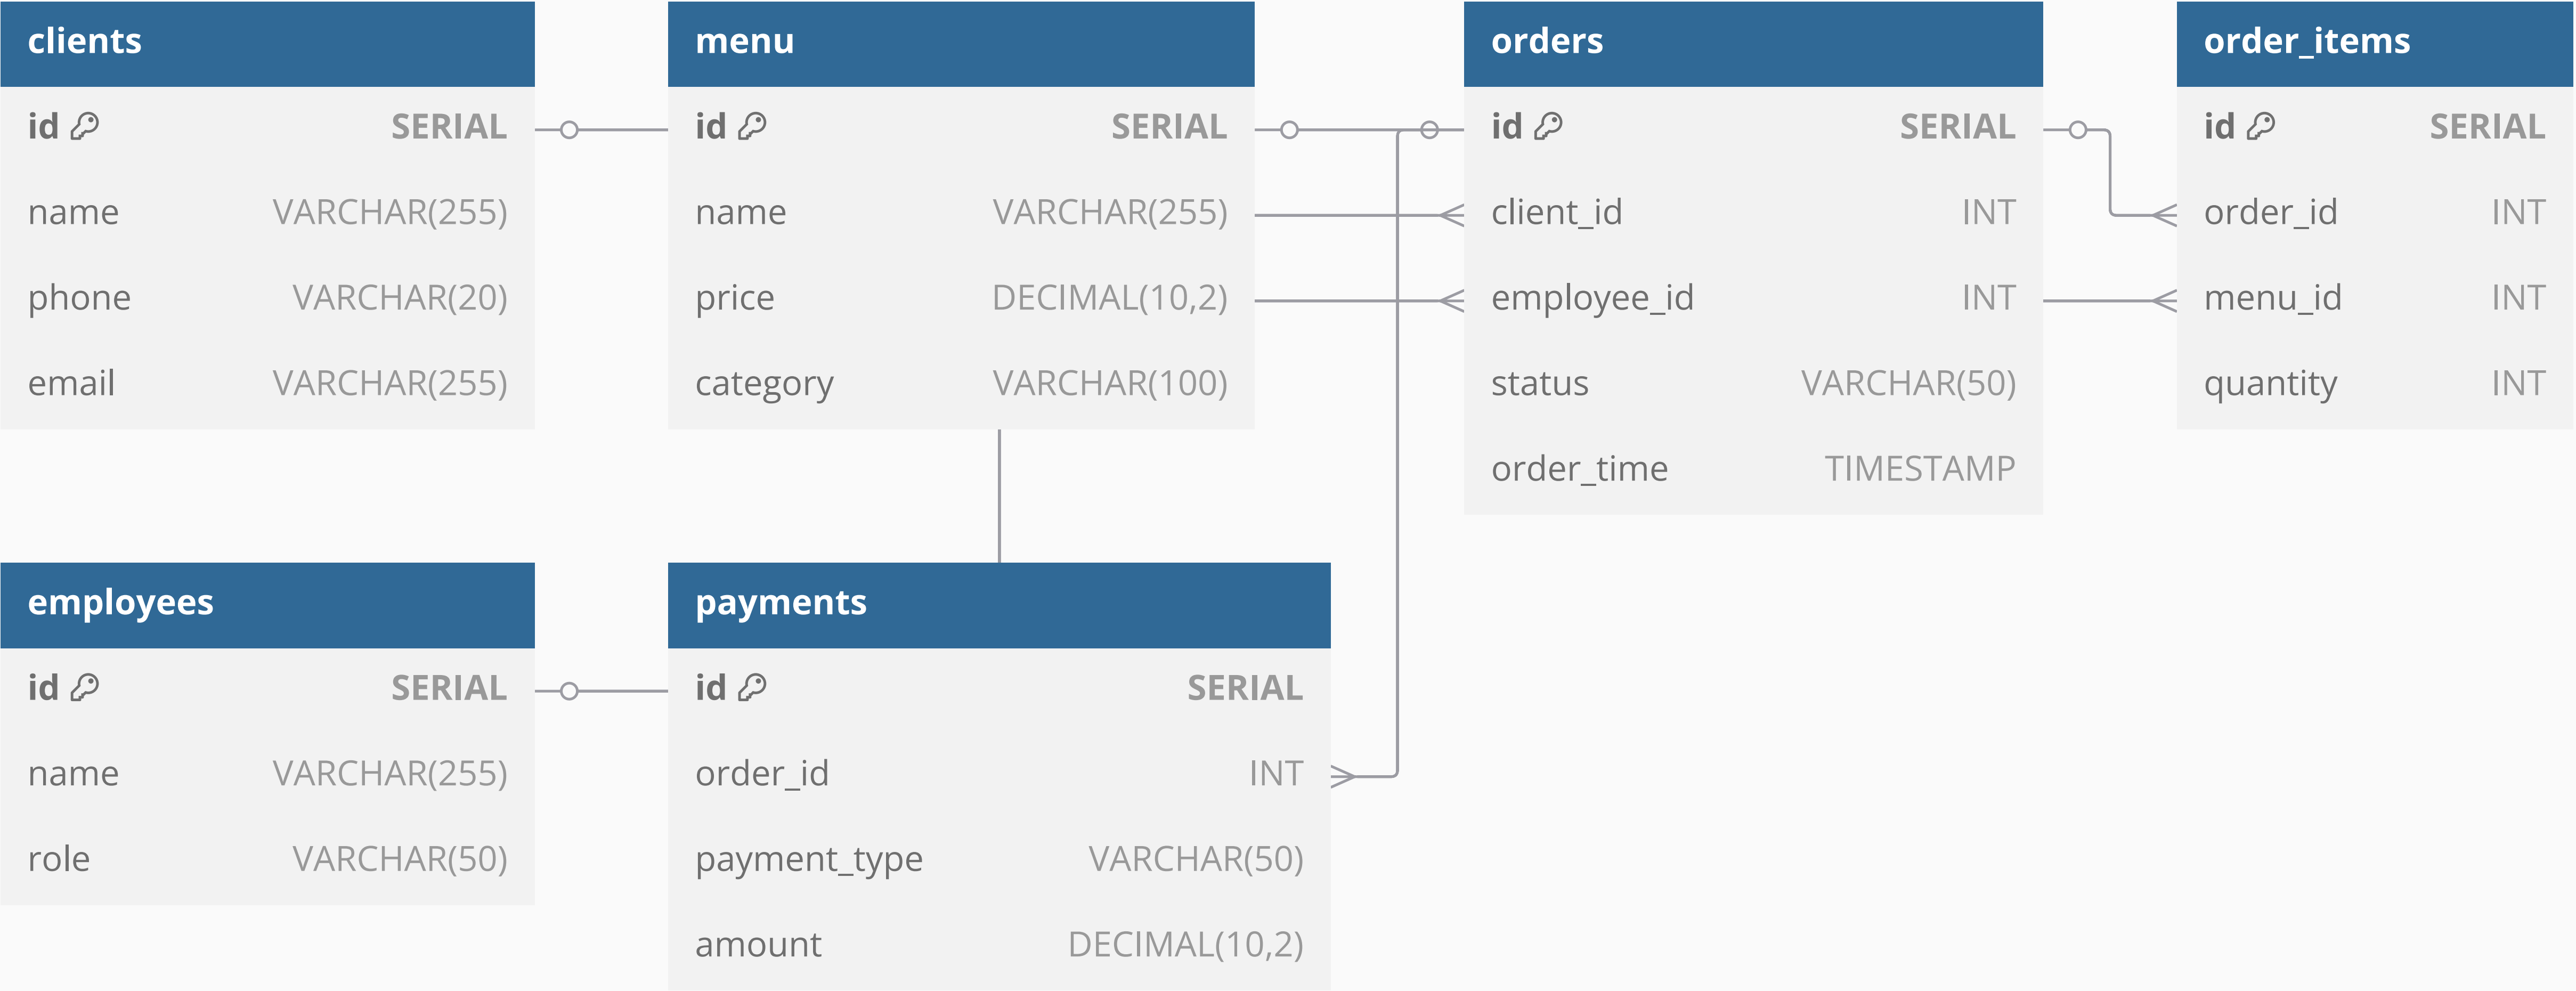 clients
id SERIAL
name VARCHAR(255)
phone VARCHAR(20)
email VARCHAR(255)
menu
id SERIAL
name VARCHAR(255)
price DECIMAL(10,2)
category VARCHAR(100)
orders
id SERIAL
client_id INT
employee_id INT
status VARCHAR(50)
order_time TIMESTAMP
order_items
id SERIAL
order_id INT
menu_id INT
quantity INT
employees
id SERIAL
name VARCHAR(255)
role VARCHAR(50)
payments
id SERIAL
order_id INT
payment_type VARCHAR(50)
amount DECIMAL(10,2)